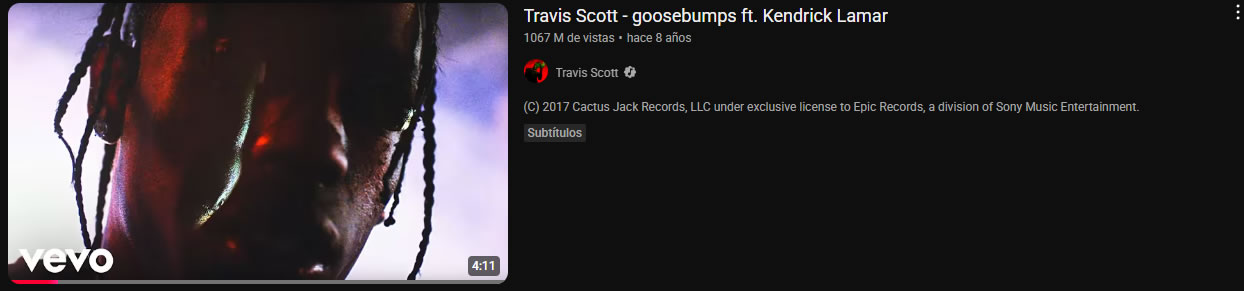 vevo
4:11
Travis Scott - goosebumps ft. Kendrick Lamar
1067 M de vistas • hace 8 años
Travis Scott
(C) 2017 Cactus Jack Records, LLC under exclusive license to Epic Records, a division of Sony Music Entertainment.
Subtítulos